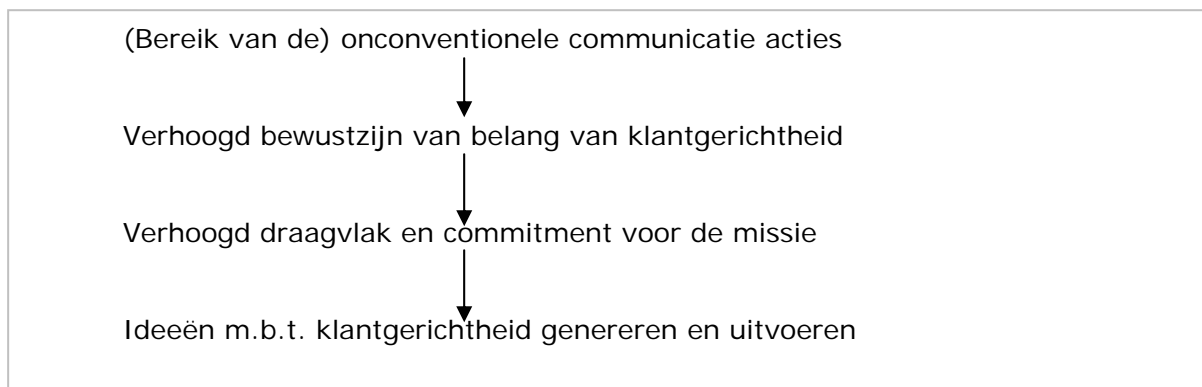 (Bereik van de) onconventionele communicatie acties
Verhoogd bewustzijn van belang van klantgerichtheid
Verhoogd draagvlak en commitment voor de missie
Ideeën m.b.t. klantgerichtheid genereren en uitvoeren